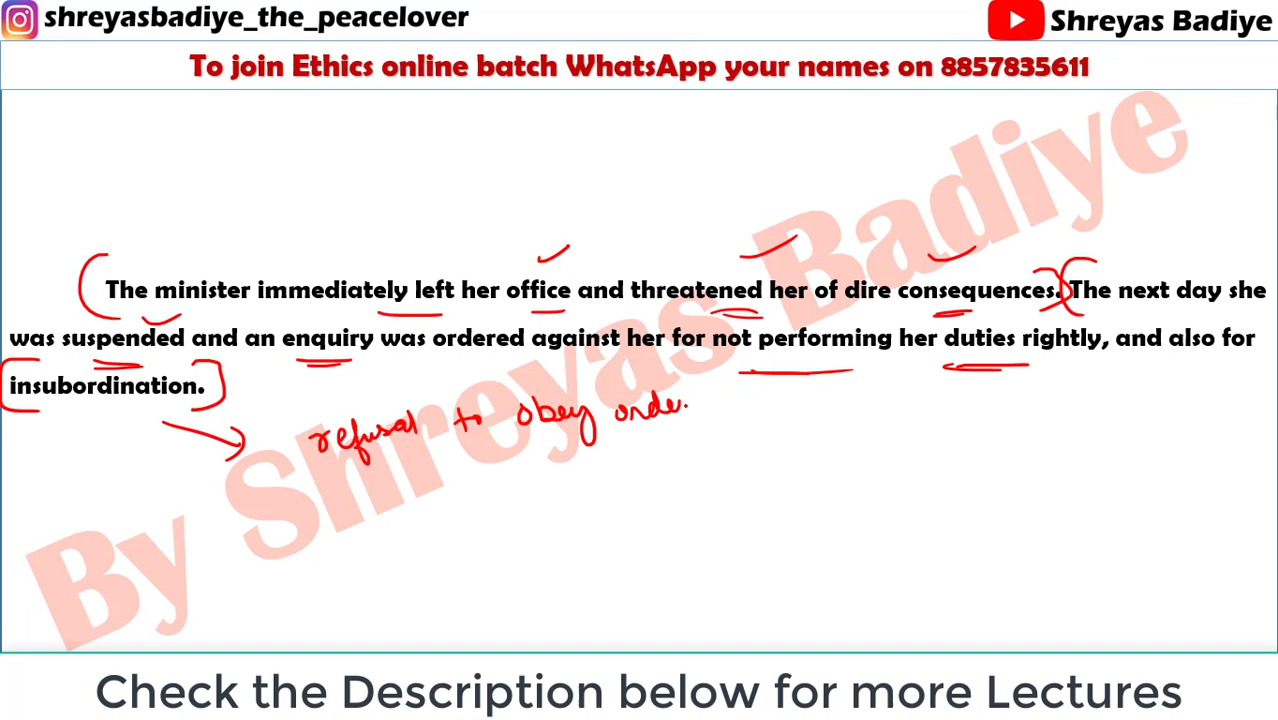 shreyasbadiye_the_peacelover
Shreyas Badiye
To join Ethics online batch WhatsApp your names on 8857835611
The minister immediately left her office and threatened her of dire consequences. The next day she
was suspended and an enquiry was ordered against her for not performing her duties rightly, and also for
insubordination.
refusal to obey order.
By Shreyas Badiye
Check the Description below for more Lectures